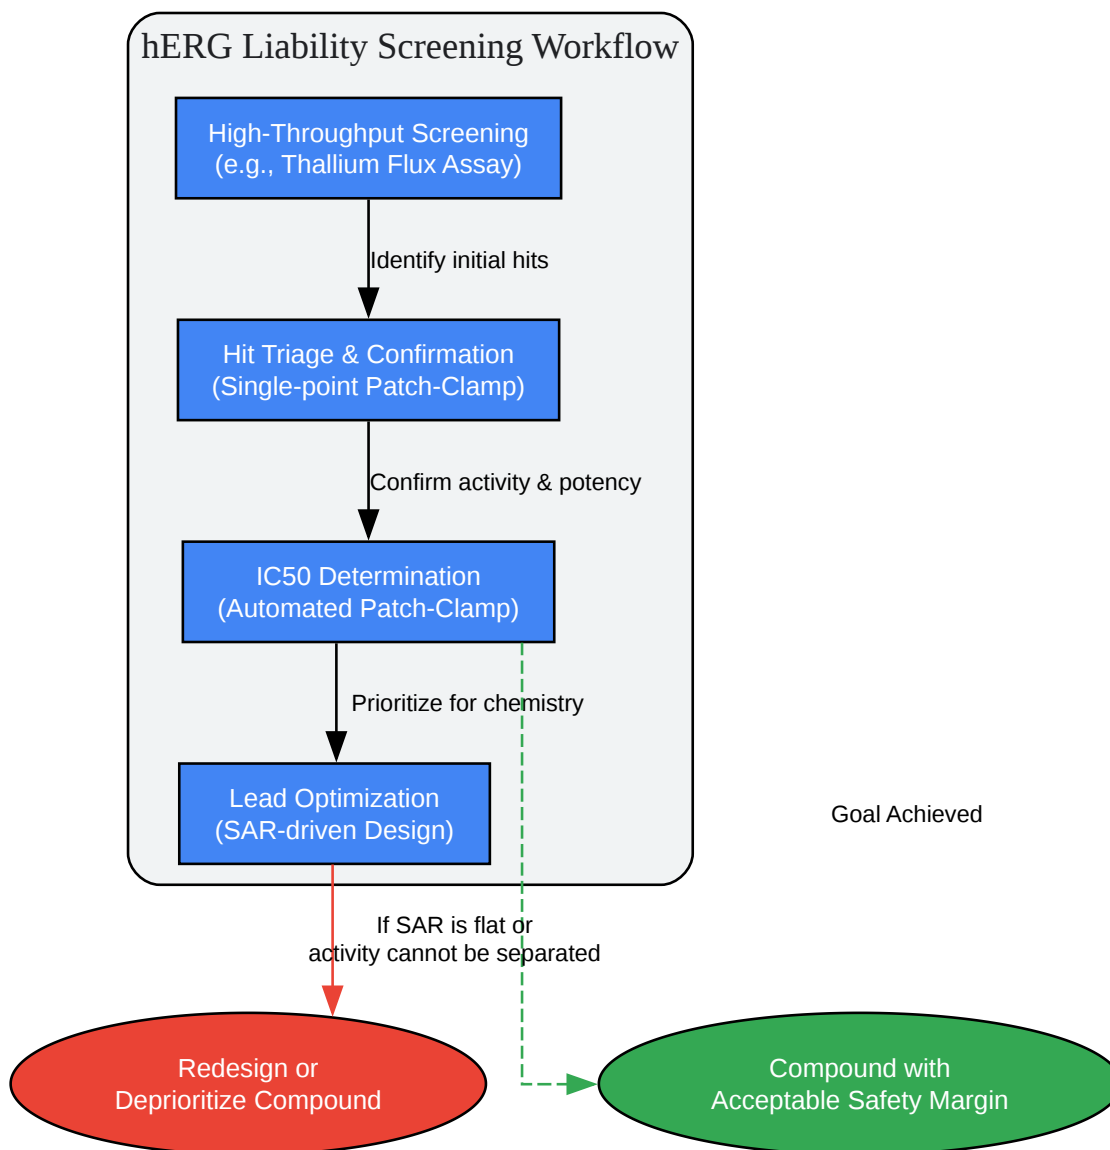 hERG Liability Screening Workflow
High-Throughput Screening
(e.g., Thallium Flux Assay)
Identify initial hits
Hit Triage & Confirmation
(Single-point Patch-Clamp)
Confirm activity & potency
IC50 Determination
(Automated Patch-Clamp)
Prioritize for chemistry
Lead Optimization
(SAR-driven Design)
Goal Achieved
If SAR is flat or
activity cannot be separated
Redesign or
Deprioritize Compound
Compound with
Acceptable Safety Margin